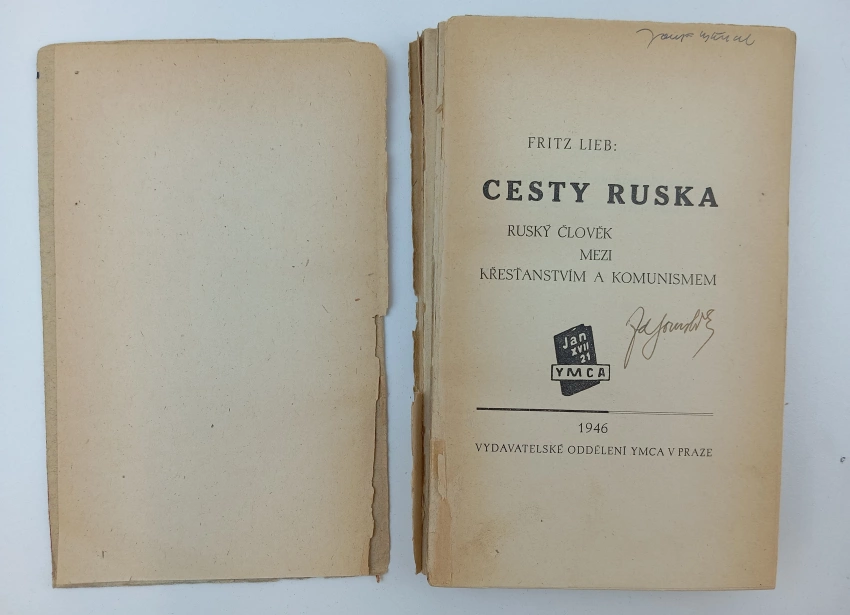 FRITZ LIEB:
CESTY RUSKA
RUSKÝ ČLOVĚK
MEZI
KŘESŤANSTVÍM A KOMUNISMEM
Jan
XVII
21
YMCA
1946
VYDAVATELSKÉ ODDĚLENÍ YMCA V PRAZE